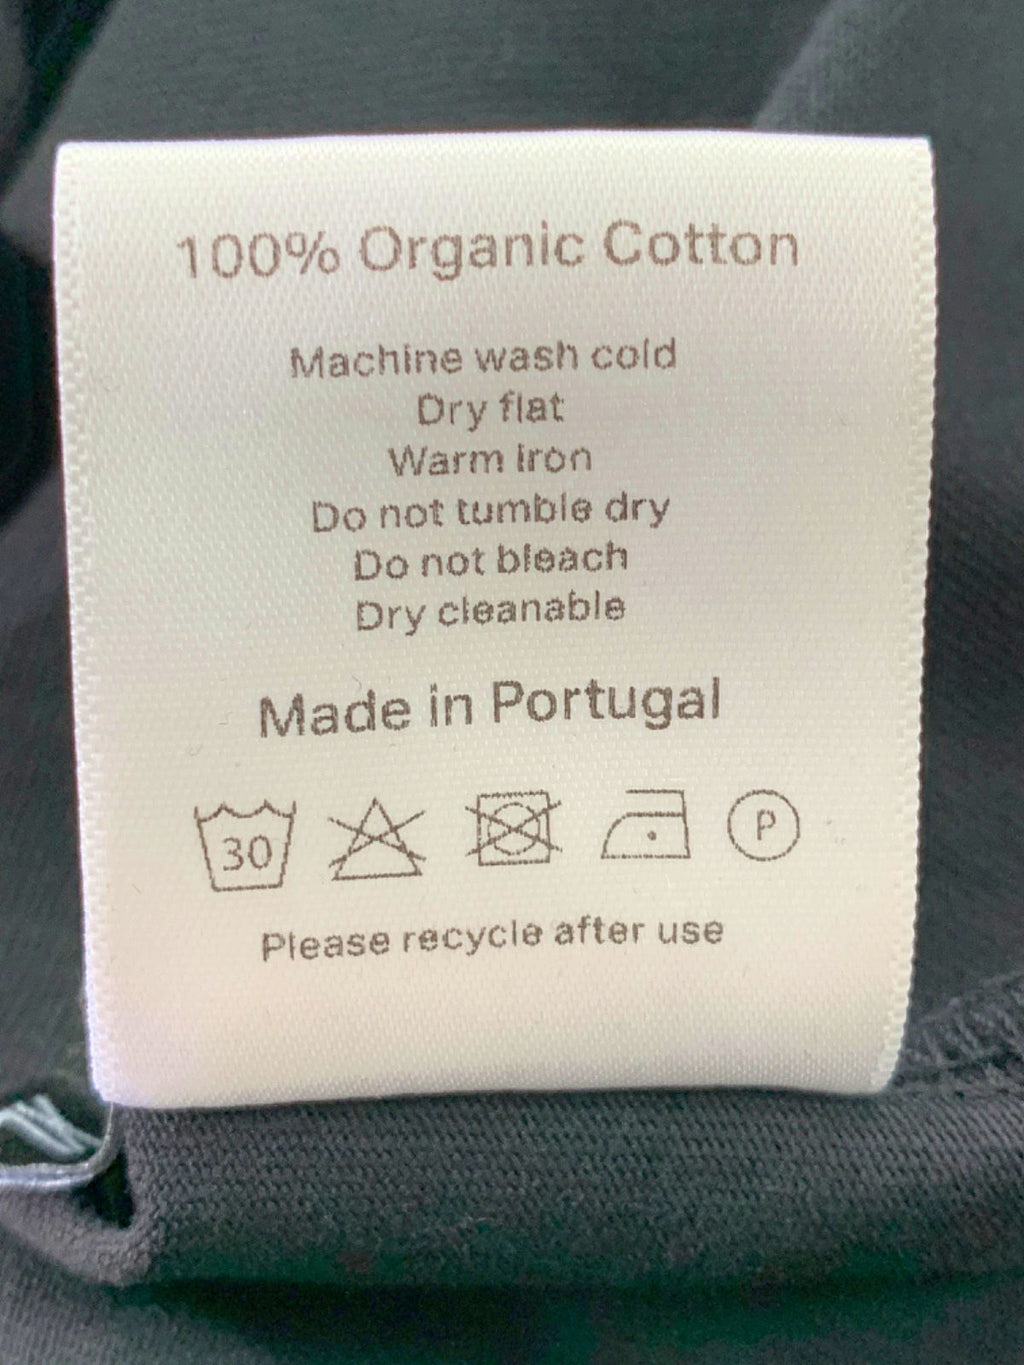 100% Organic Cotton
Machine wash cold
Dry flat
Warm iron
Do not tumble dry
Do not bleach
Dry cleanable
Made in Portugal
30 P
Please recycle after use